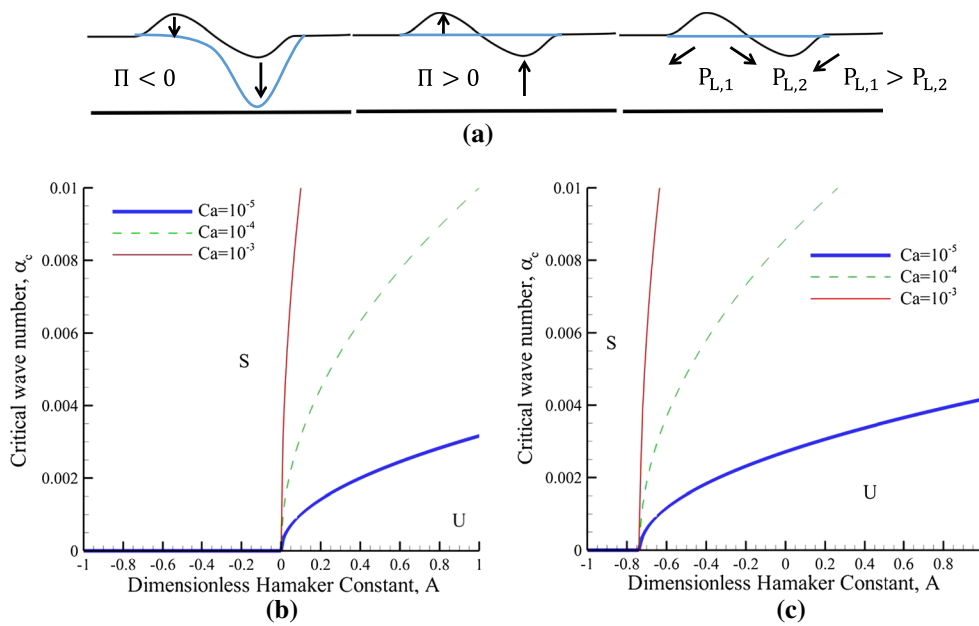 Π < 0
Π > 0
P_L,1 P_L,2 P_L,1 > P_L,2
(a)
0.01
0.008
0.006
0.004
0.002
0
Critical wave number, α_c
Ca=10^-5
Ca=10^-4
Ca=10^-3
S
U
-1 -0.8 -0.6 -0.4 -0.2 0 0.2 0.4 0.6 0.8 1
Dimensionless Hamaker Constant, A
(b)
0.01
0.008
0.006
0.004
0.002
0
Critical wave number, α_c
Ca=10^-5
Ca=10^-4
Ca=10^-3
S
U
-1 -0.8 -0.6 -0.4 -0.2 0 0.2 0.4 0.6 0.8
Dimensionless Hamaker Constant, A
(c)